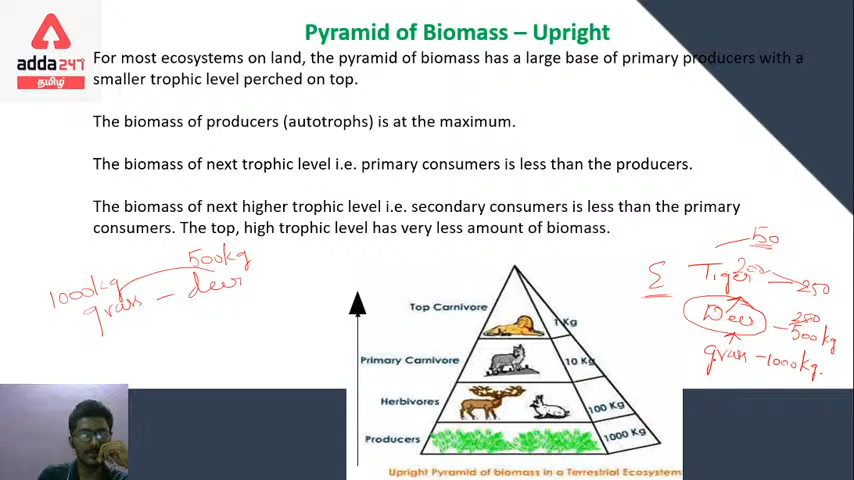 Pyramid of Biomass – Upright
adda247
தமிழ்
For most ecosystems on land, the pyramid of biomass has a large base of primary producers with a
smaller trophic level perched on top.
The biomass of producers (autotrophs) is at the maximum.
The biomass of next trophic level i.e. primary consumers is less than the producers.
The biomass of next higher trophic level i.e. secondary consumers is less than the primary
consumers. The top, high trophic level has very less amount of biomass.
1000kg 500kg
grass – deer
50
Σ Tiger 200 250
Deer – 250
500kg
grass – 1000kg.
Top Carnivore 1 Kg
Primary Carnivore 10 Kg
Herbivores 100 Kg
Producers 1000 Kg
Upright Pyramid of biomass in a Terrestrial Ecosystem